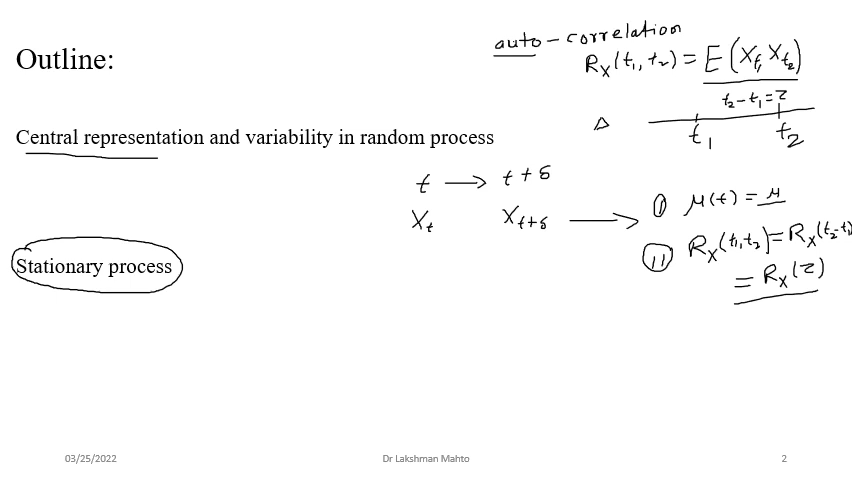 auto-correlation
Outline:
R_X(t_1, t_2) = E(X_{t_1} X_{t_2})
t_2 - t_1 = τ
t_1 t_2
Central representation and variability in random process
t → t + δ
X_t X_{t+δ} → (i) μ(t) = μ
Stationary process
(ii) R_X(t_1, t_2) = R_X(t_2 - t_1)
= R_X(τ)
03/25/2022 Dr Lakshman Mahto 2